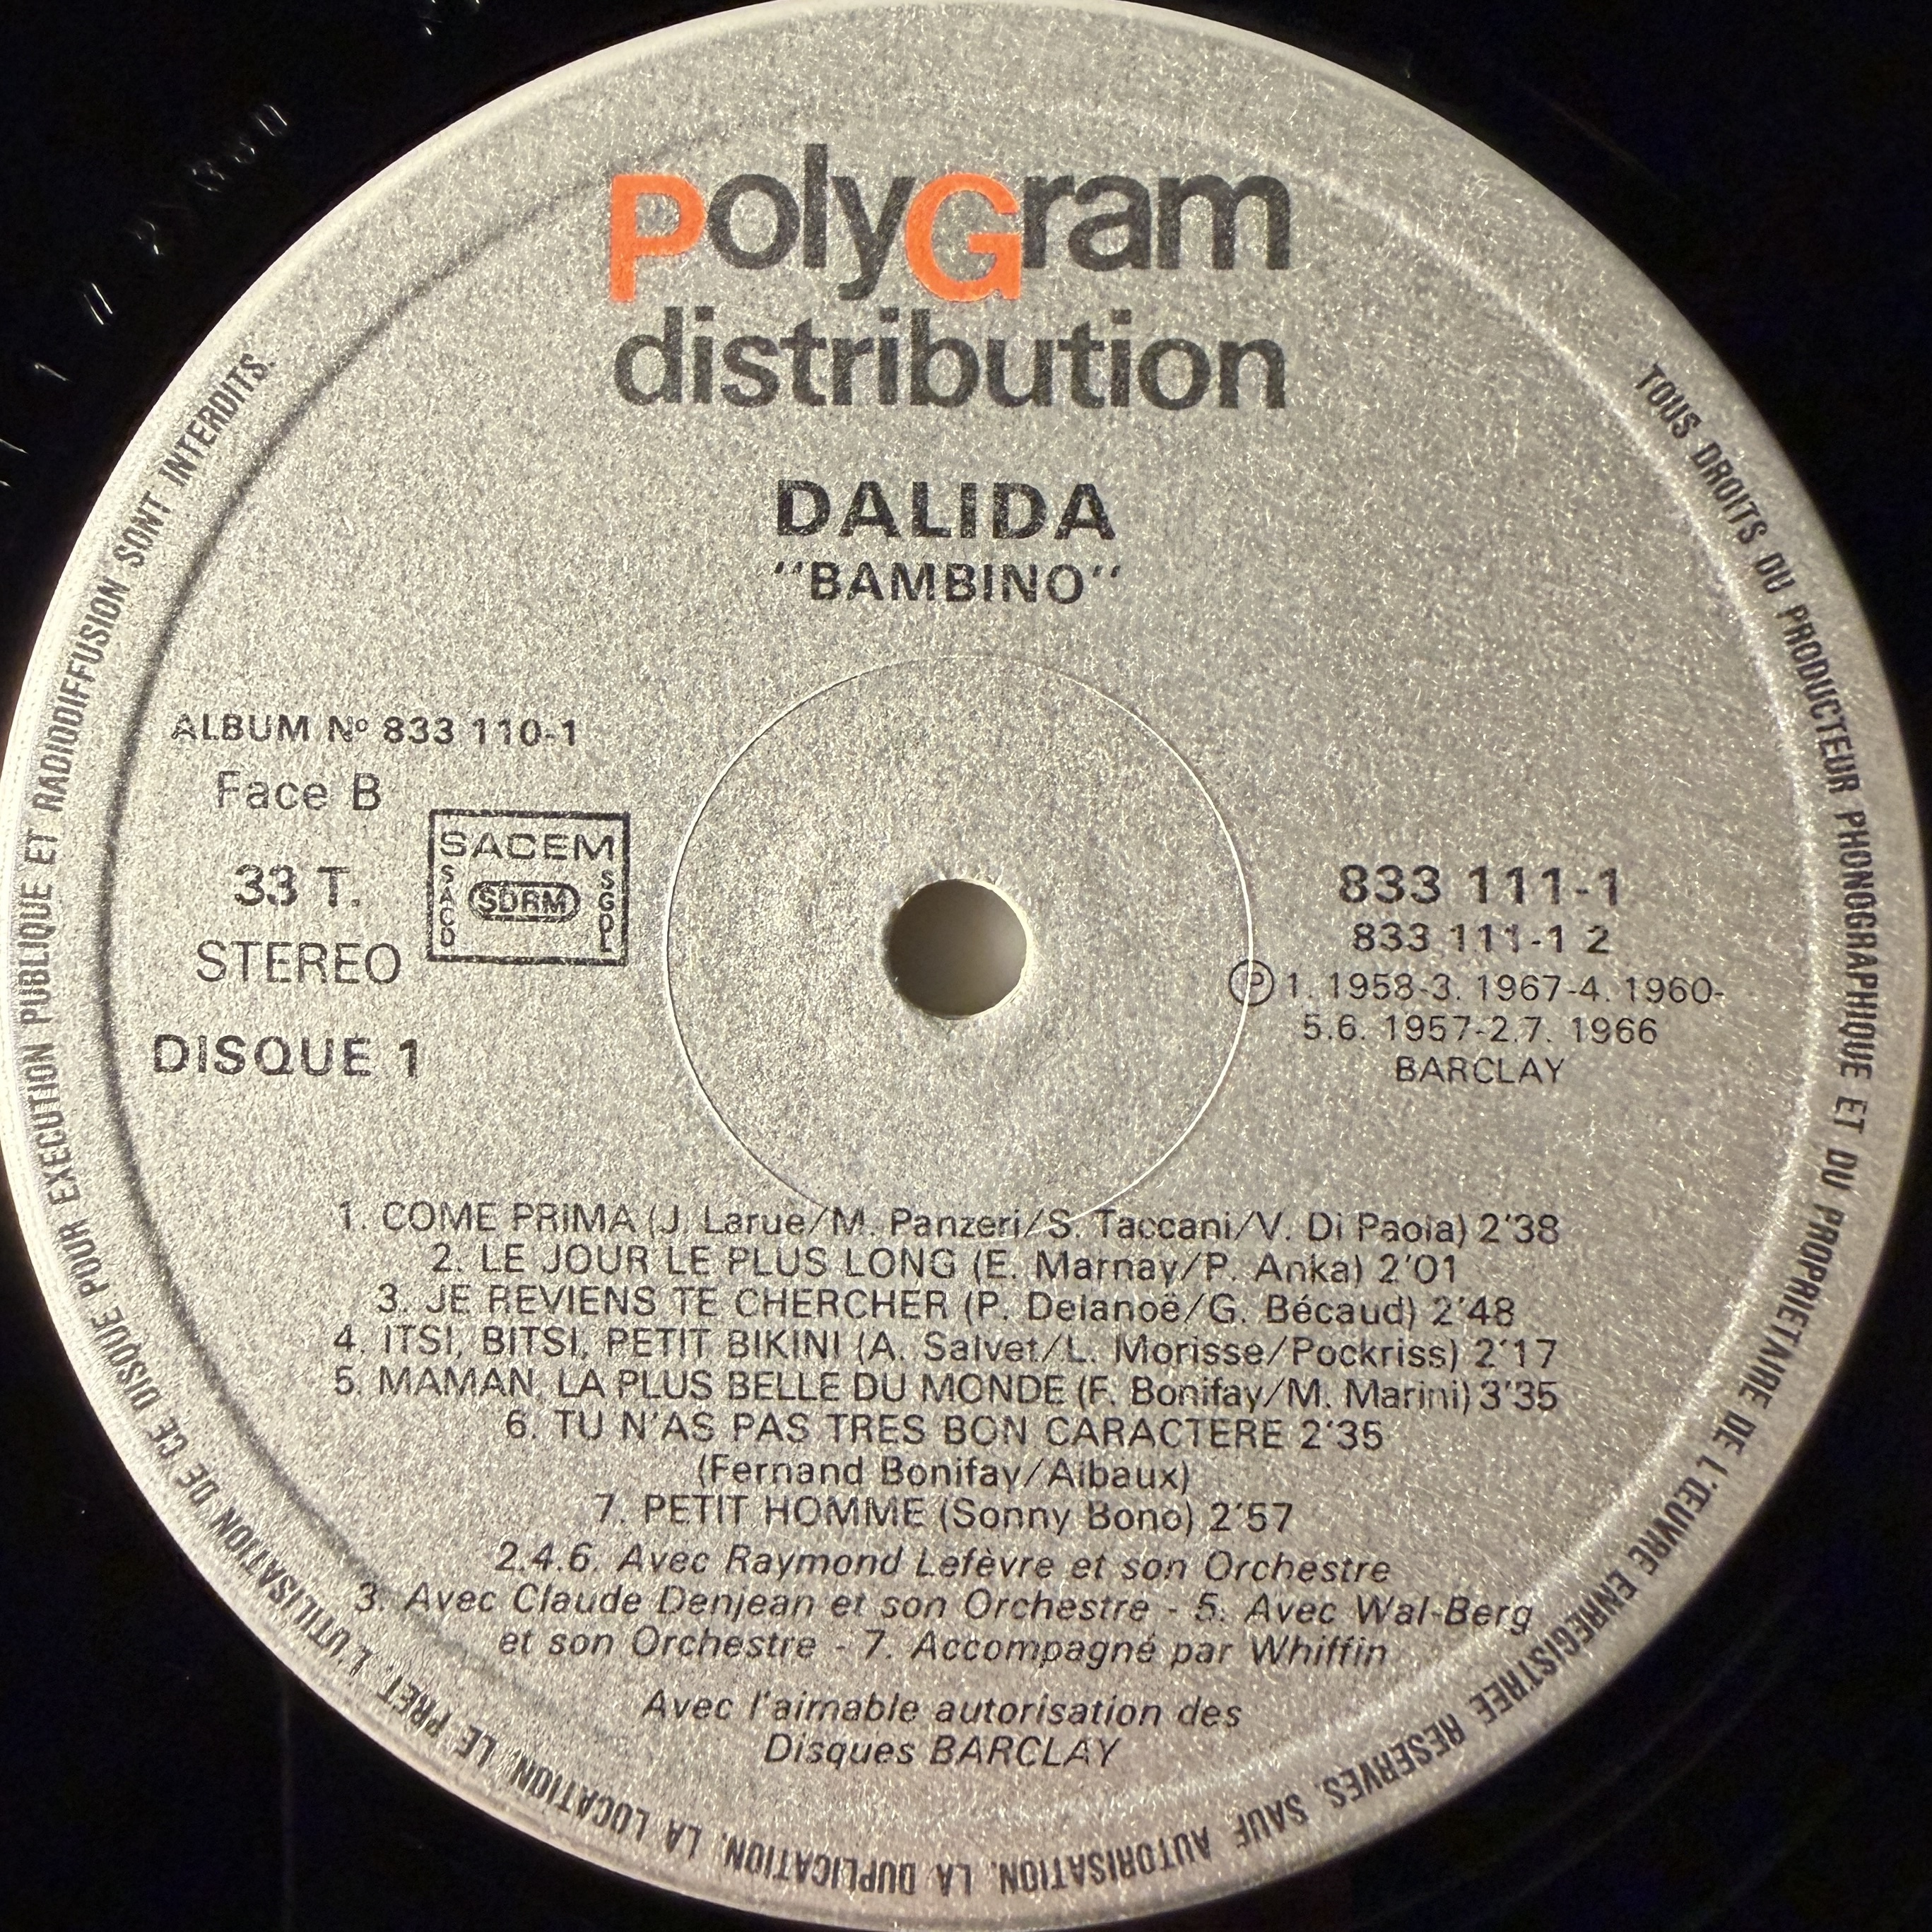 PolyGram
distribution
DALIDA
"BAMBINO"
ALBUM Nº 833 110-1
Face B
33 T.
STEREO
DISQUE 1
SACEM
SACD
SDRM
SGDL
833 111-1
833 111-1 2
Ⓟ 1. 1958-3. 1967-4. 1960-
5.6. 1957-2.7. 1966
BARCLAY
1. COME PRIMA (J. Larue/M. Panzeri/S. Taccani/V. Di Paola) 2'38
2. LE JOUR LE PLUS LONG (E. Marnay/P. Anka) 2'01
3. JE REVIENS TE CHERCHER (P. Delanoë/G. Bécaud) 2'48
4. ITSI, BITSI, PETIT BIKINI (A. Salvet/L. Morisse/Pockriss) 2'17
5. MAMAN, LA PLUS BELLE DU MONDE (F. Bonifay/M. Marini) 3'35
6. TU N'AS PAS TRES BON CARACTERE 2'35
(Fernand Bonifay/Aibaux)
7. PETIT HOMME (Sonny Bono) 2'57
2.4.6. Avec Raymond Lefèvre et son Orchestre
3. Avec Claude Denjean et son Orchestre - 5. Avec Wal-Berg
et son Orchestre - 7. Accompagné par Whiffin
Avec l'aimable autorisation des
Disques BARCLAY
TOUS DROITS DU PRODUCTEUR PHONOGRAPHIQUE ET DU PROPRIETAIRE DE L'ŒUVRE ENREGISTREE RESERVES. SAUF AUTORISATION, LA DUPLICATION, LA LOCATION, LE PRET, L'UTILISATION DE CE DISQUE POUR EXECUTION PUBLIQUE ET RADIODIFFUSION SONT INTERDITS.